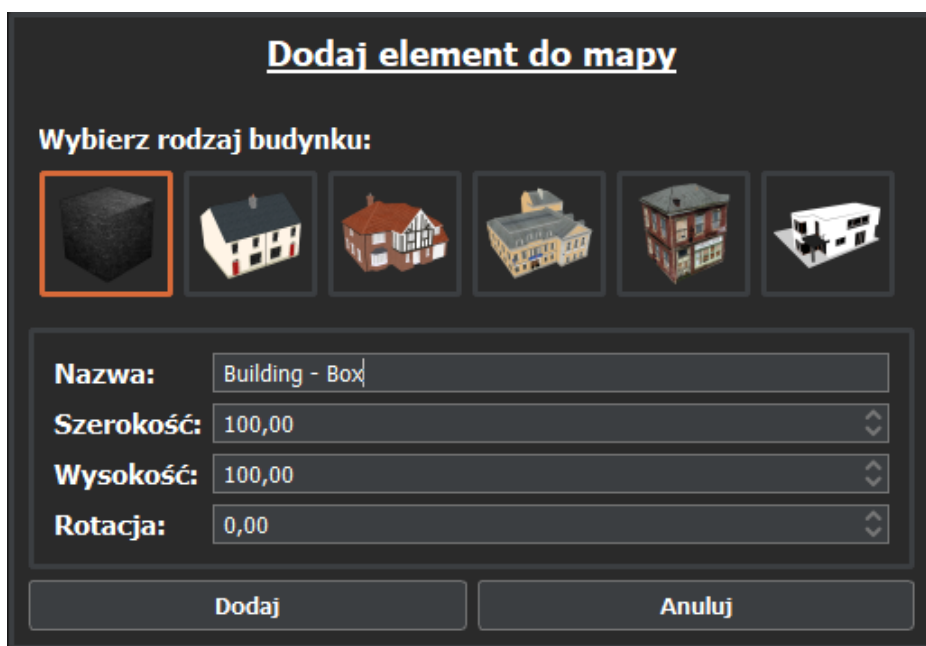 Dodaj element do mapy
Wybierz rodzaj budynku:
Nazwa: Building - Box
Szerokość: 100,00
Wysokość: 100,00
Rotacja: 0,00
Dodaj Anuluj